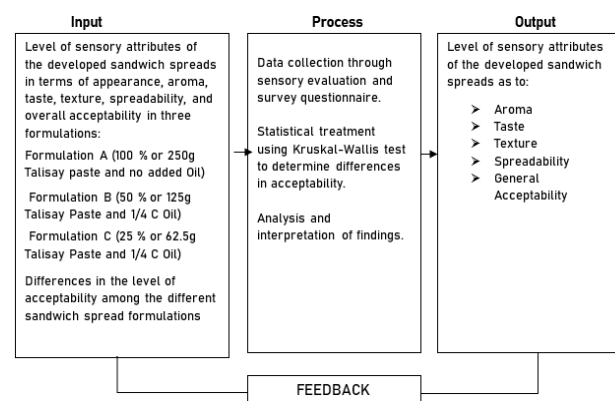 Input
Level of sensory attributes of
the developed sandwich spreads
in terms of appearance, aroma,
taste, texture, spreadability, and
overall acceptability in three
formulations:
Formulation A (100 % or 250g
Talisay paste and no added Oil)
Formulation B (50 % or 125g
Talisay Paste and 1/4 C Oil)
Formulation C (25 % or 62.5g
Talisay Paste and 1/4 C Oil)
Differences in the level of
acceptability among the different
sandwich spread formulations
Process
Data collection through
sensory evaluation and
survey questionnaire.
Statistical treatment
using Kruskal-Wallis test
to determine differences
in acceptability.
Analysis and
interpretation of findings.
Output
Level of sensory attributes
of the developed sandwich
spreads as to:
➤ Aroma
➤ Taste
➤ Texture
➤ Spreadability
➤ General
Acceptability
FEEDBACK